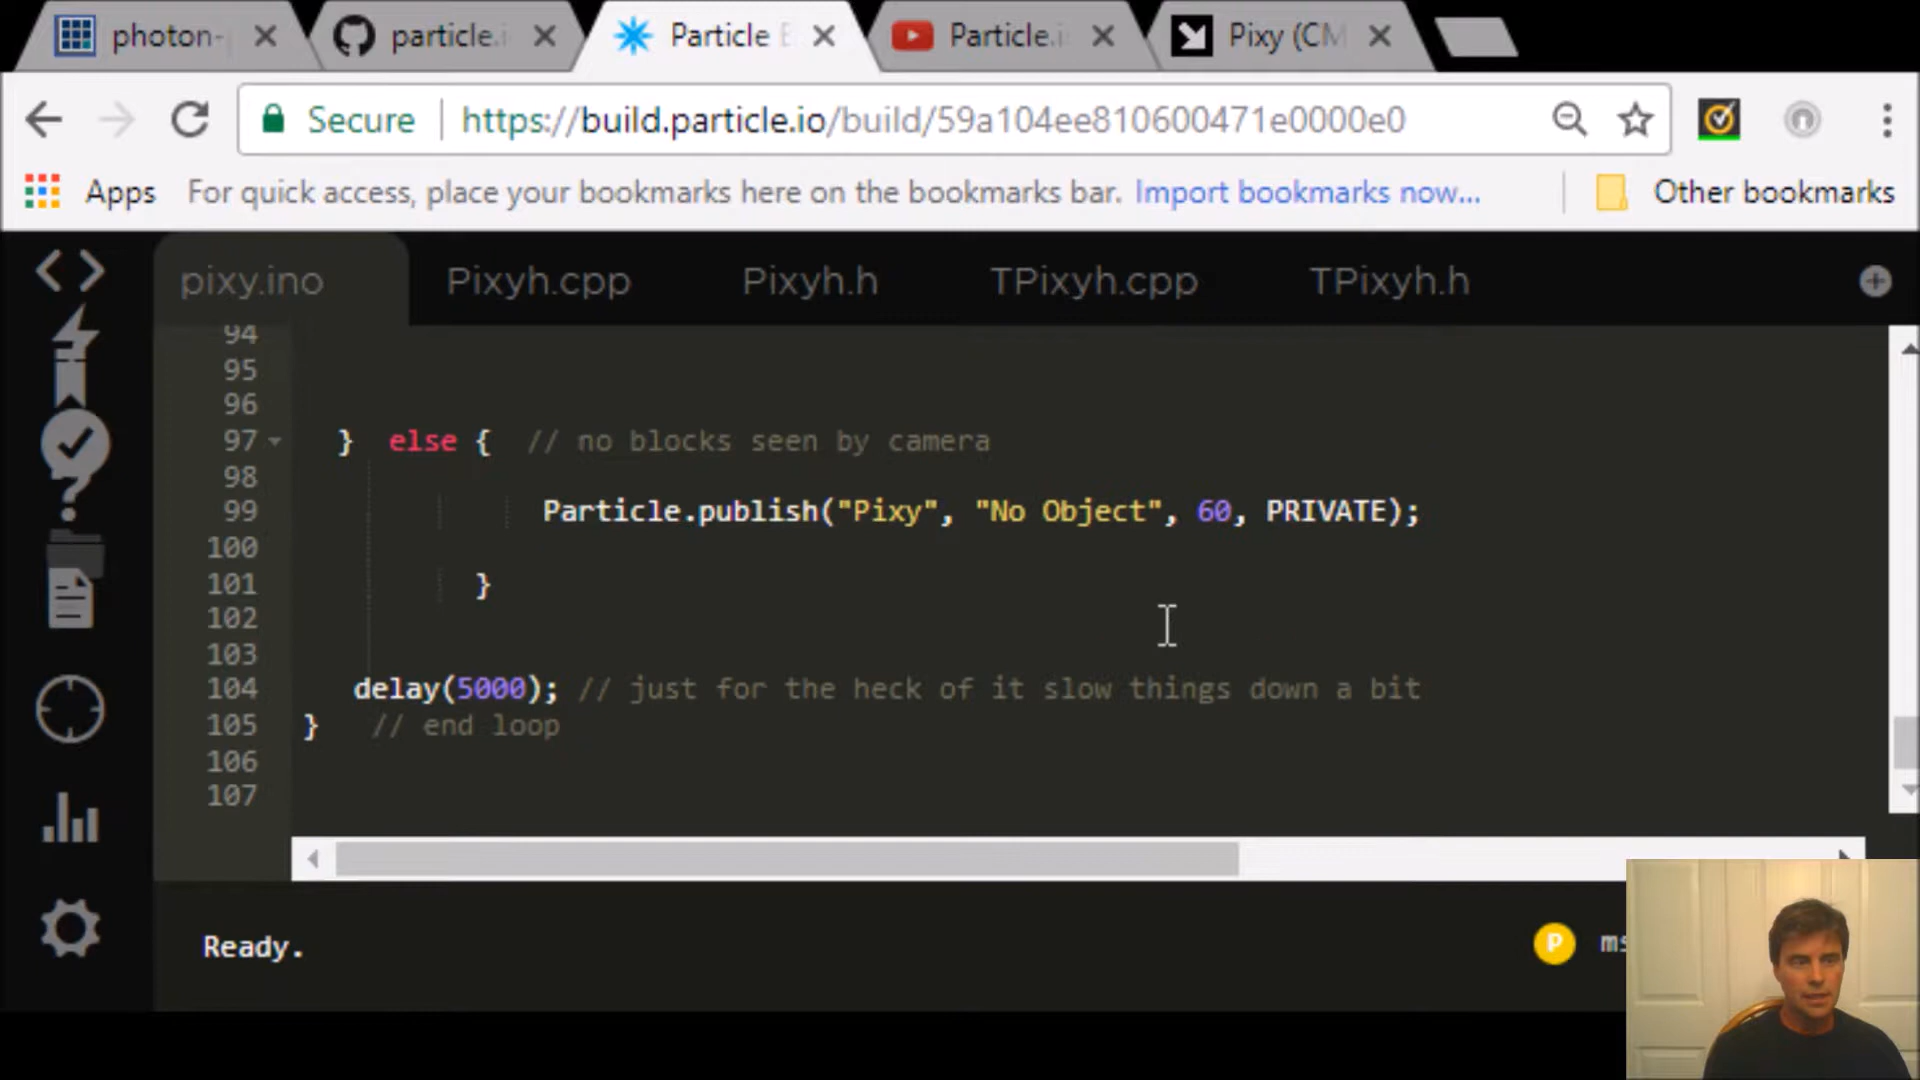 photon-
particle.i
Particle
Particle.i
Pixy (CM
Secure
https://build.particle.io/build/59a104ee810600471e0000e0
Apps
For quick access, place your bookmarks here on the bookmarks bar. Import bookmarks now...
Other bookmarks
pixy.ino
Pixyh.cpp
Pixyh.h
TPixyh.cpp
TPixyh.h
94
95
96
97 } else { // no blocks seen by camera
98
99 Particle.publish("Pixy", "No Object", 60, PRIVATE);
100
101 }
102
103
104 delay(5000); // just for the heck of it slow things down a bit
105 } // end loop
106
107
Ready.
P
ms